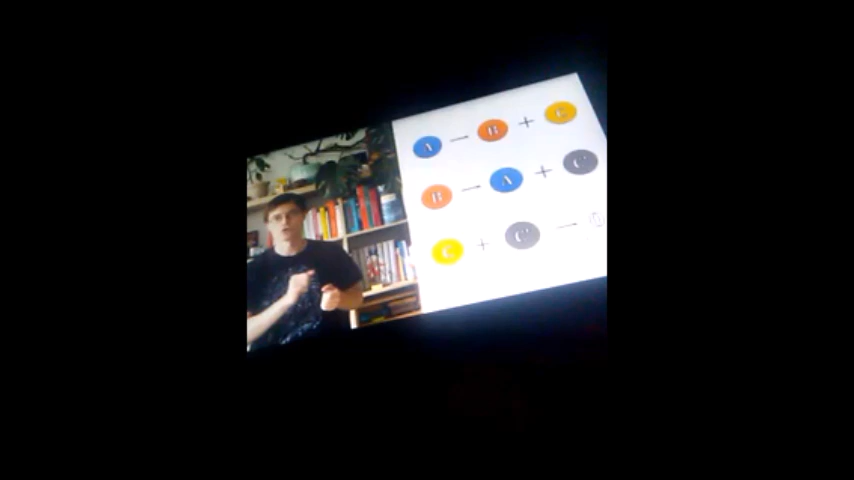 A → B + C
B → A + C'
C + C' →